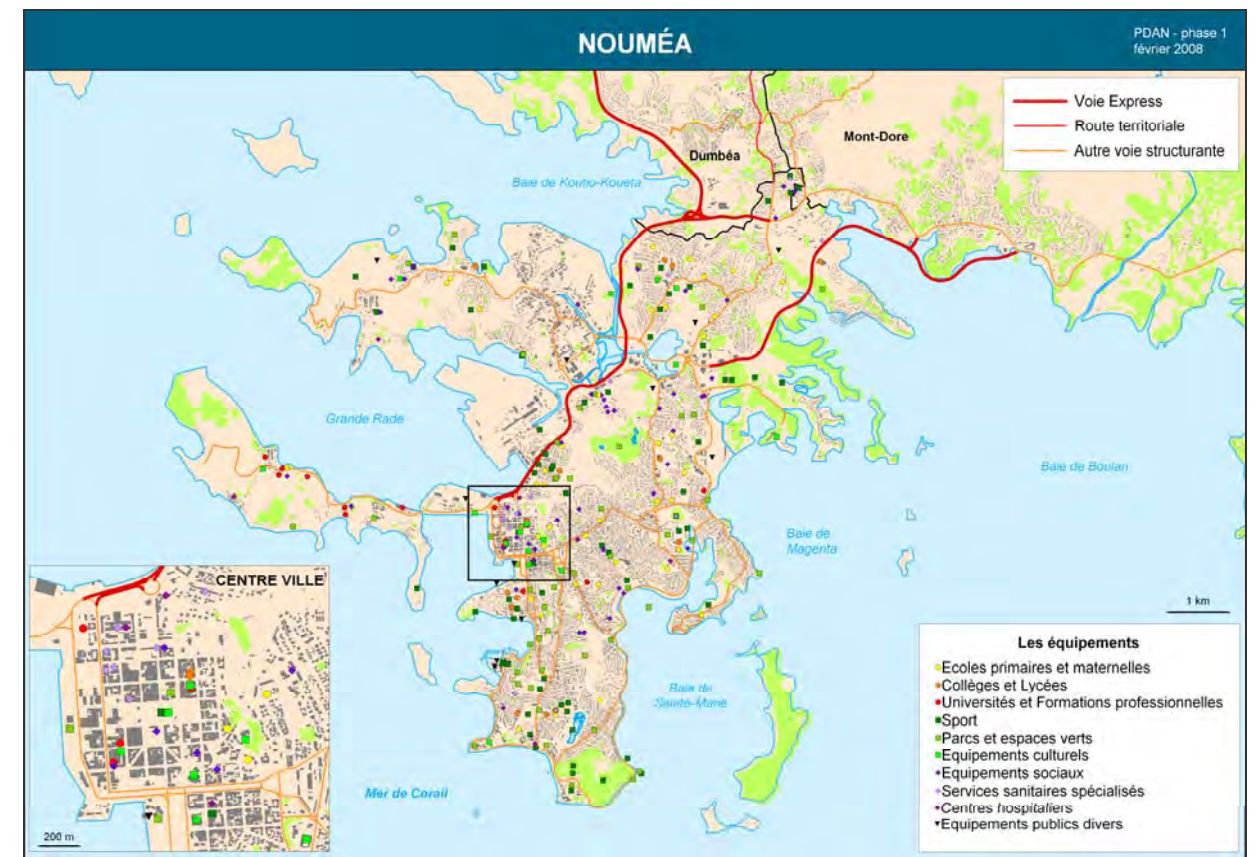 NOUMÉA
PDAN - phase 1
février 2008
Voie Express
Route territoriale
Autre voie structurante
Mont-Dore
Dumbéa
Baie de Koutio-Koueta
Grande Rade
Baie de Boulari
Baie de
Magenta
1 km
CENTRE VILLE
Baie de
Sainte-Marie
Mer de Corail
200 m
Les équipements
Ecoles primaires et maternelles
Collèges et Lycées
Universités et Formations professionnelles
Sport
Parcs et espaces verts
Equipements culturels
Equipements sociaux
Services sanitaires spécialisés
Centres hospitaliers
Equipements publics divers